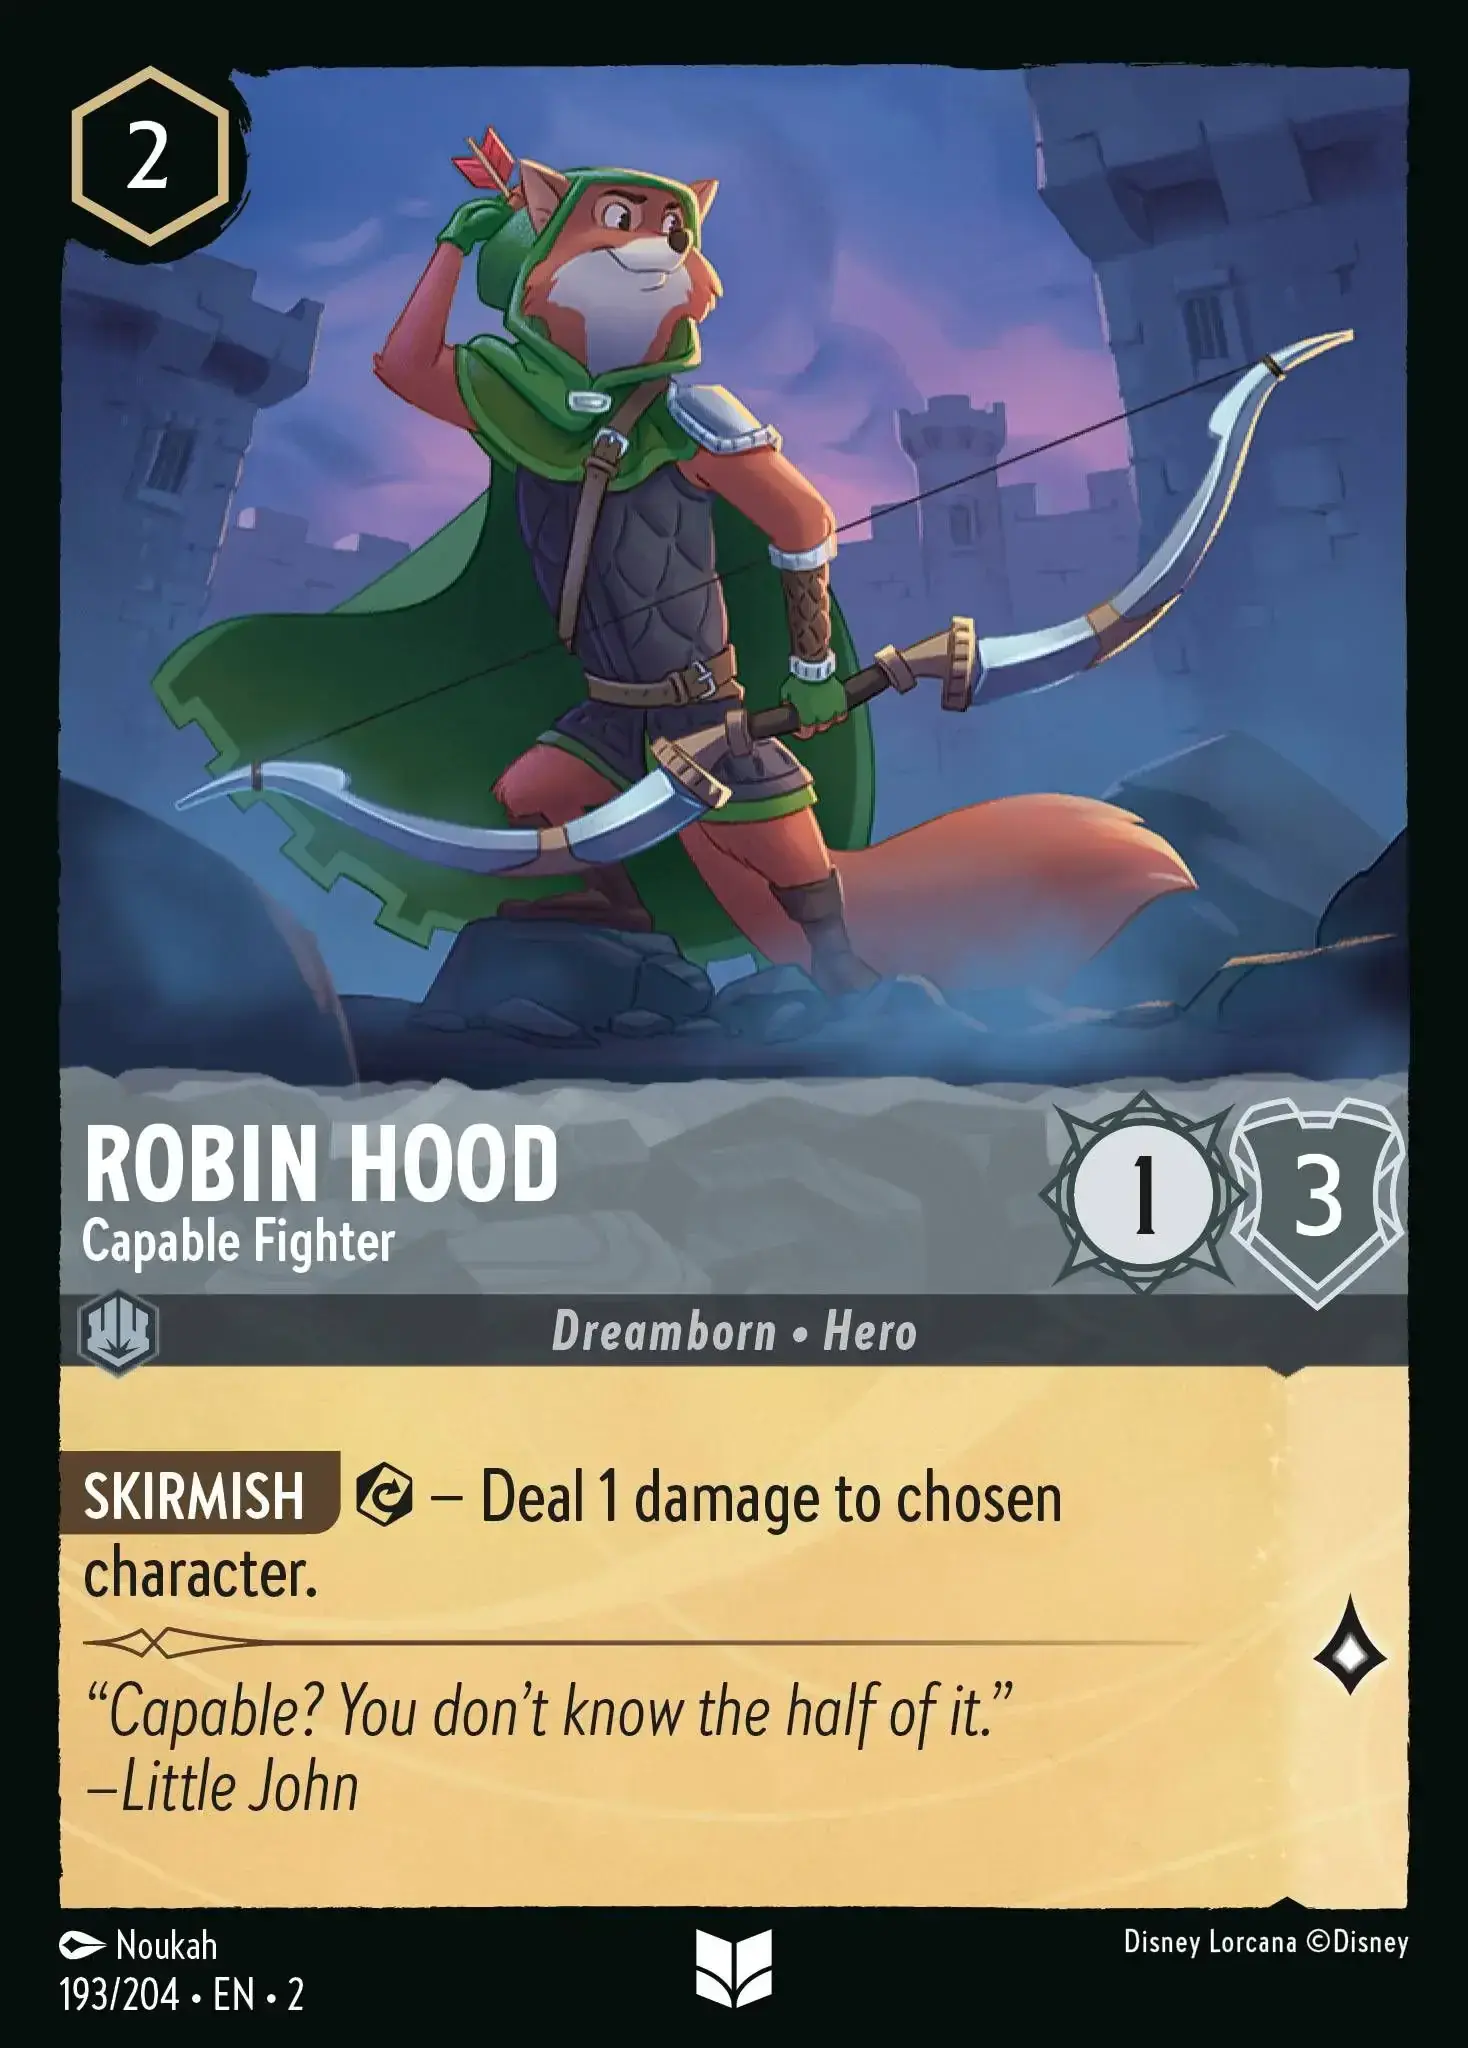 2
ROBIN HOOD
Capable Fighter
1
3
Dreamborn • Hero
SKIRMISH — Deal 1 damage to chosen
character.
“Capable? You don’t know the half of it.”
—Little John
Noukah
Disney Lorcana ©Disney
193/204 • EN • 2